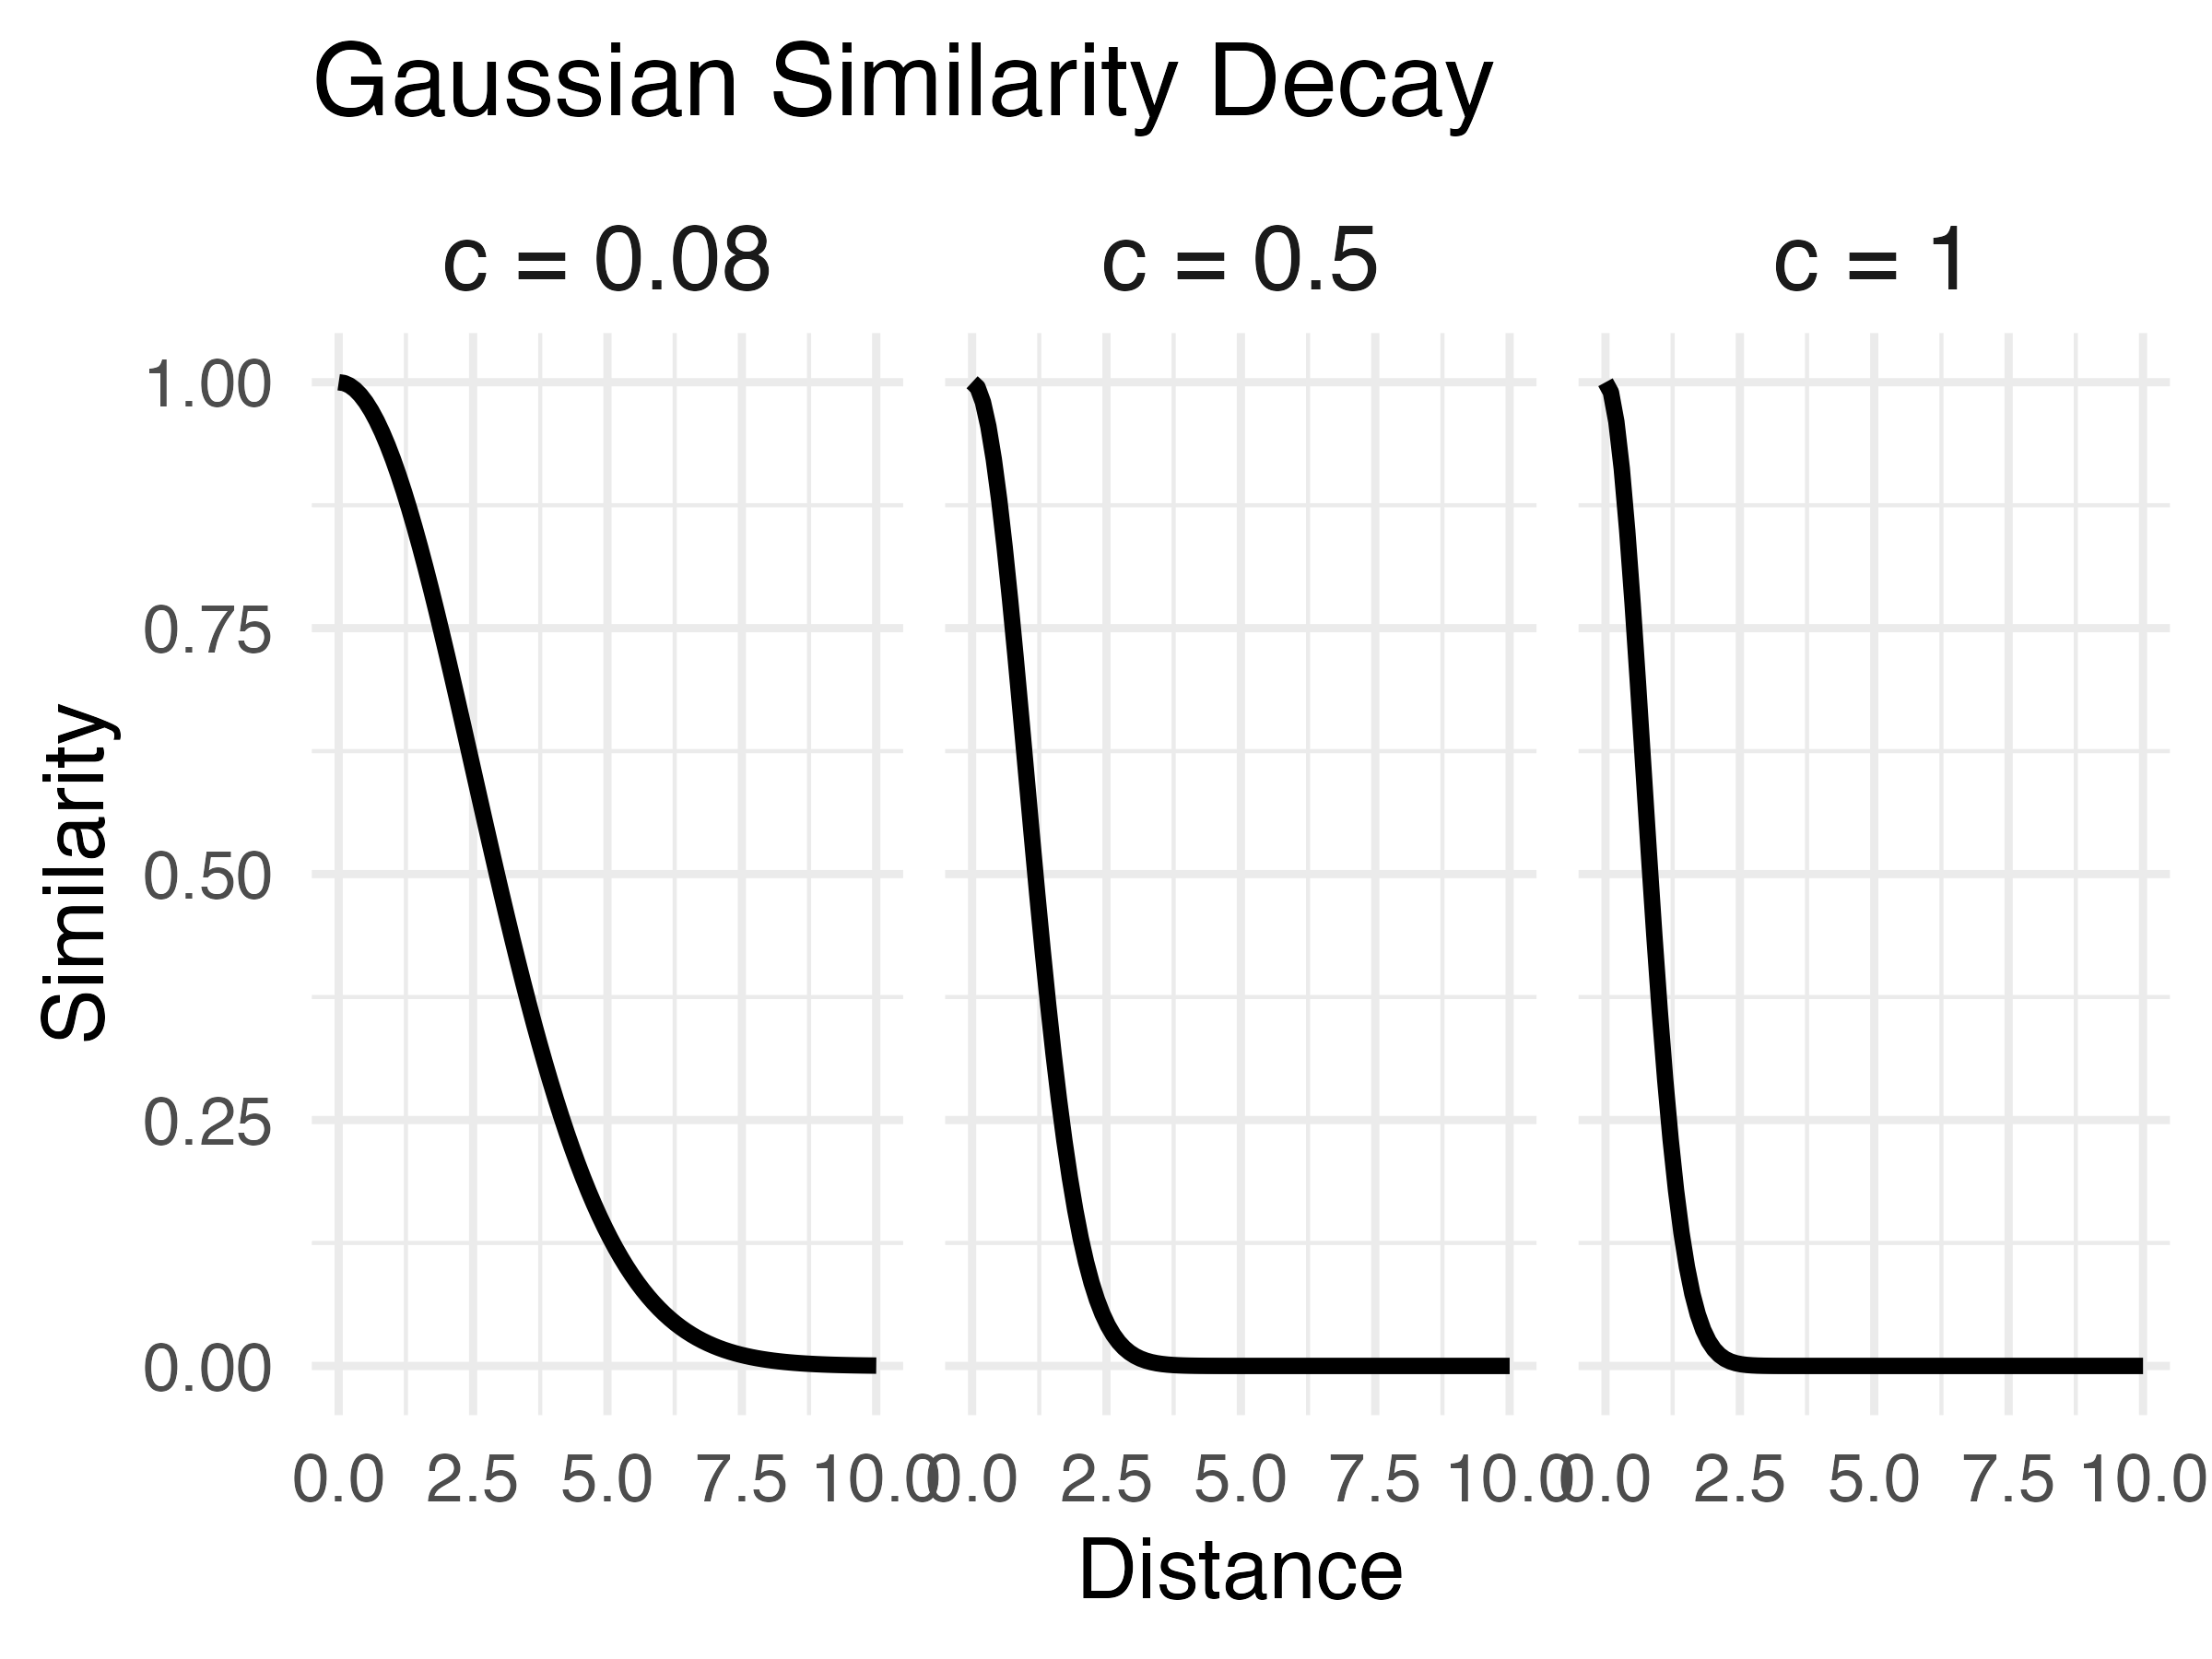 Gaussian Similarity Decay
c = 0.08 c = 0.5 c = 1
1.00
0.75
0.50
0.25
0.00
Similarity
0.0 2.5 5.0 7.5 10.0 0.0 2.5 5.0 7.5 10.0 0.0 2.5 5.0 7.5 10.0
Distance